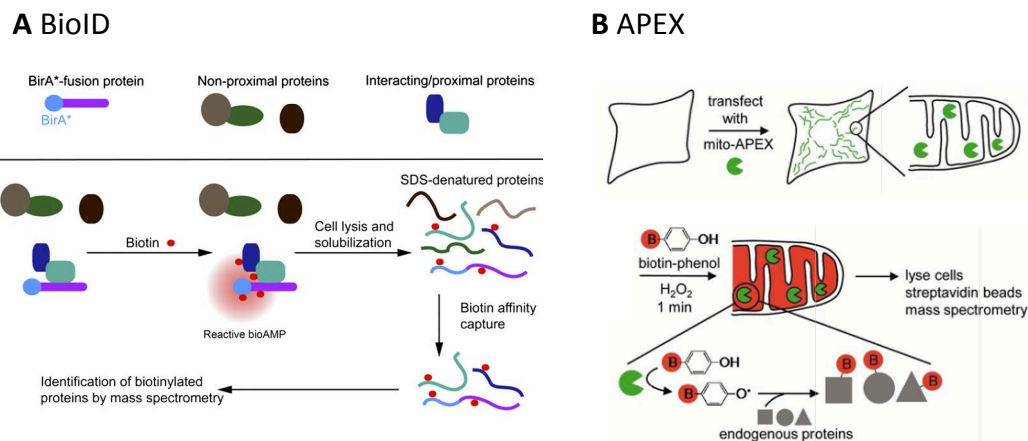 A BioID
BirA*-fusion protein
BirA*
Non-proximal proteins
Interacting/proximal proteins
Biotin
Reactive bioAMP
Cell lysis and
solubilization
SDS-denatured proteins
Biotin affinity
capture
Identification of biotinylated
proteins by mass spectrometry
B APEX
transfect
with
mito-APEX
B OH
biotin-phenol
H₂O₂
1 min
lyse cells
streptavidin beads
mass spectrometry
B OH
B O•
B B B
endogenous proteins